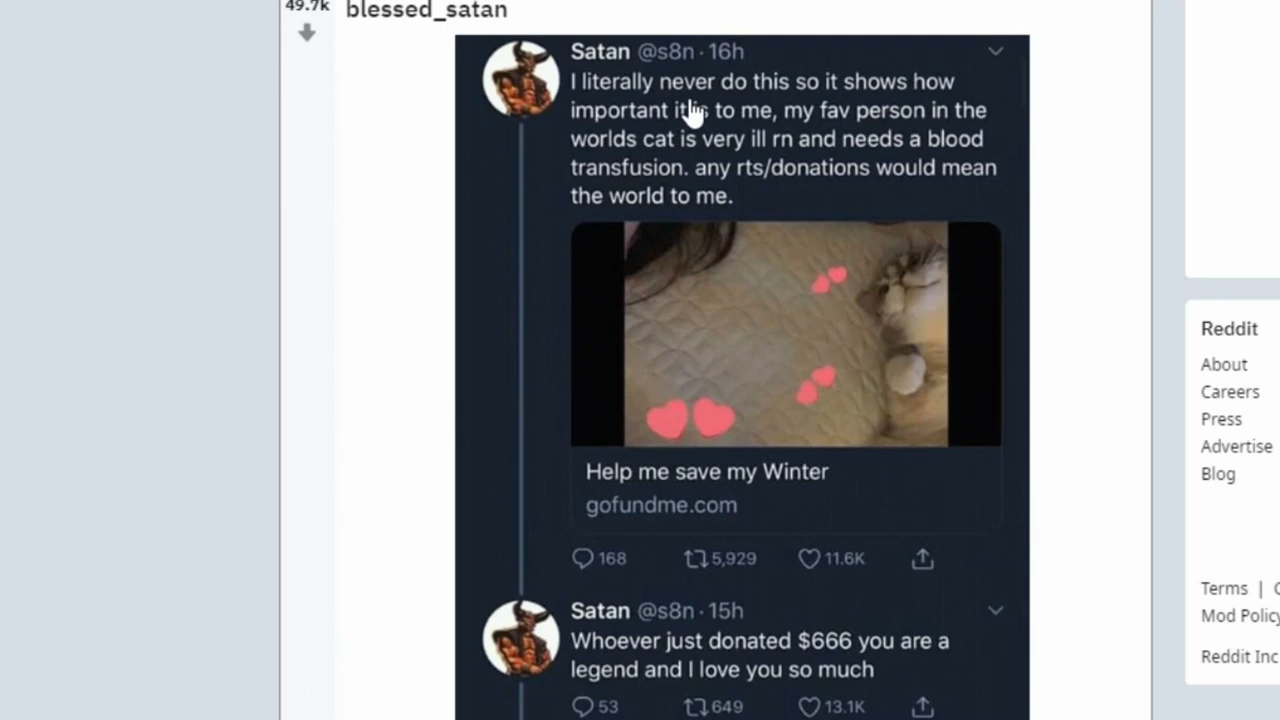 49.7k
blessed_satan
Satan @s8n · 16h
I literally never do this so it shows how
important it is to me, my fav person in the
worlds cat is very ill rn and needs a blood
transfusion. any rts/donations would mean
the world to me.
Help me save my Winter
gofundme.com
168 5,929 11.6K
Satan @s8n · 15h
Whoever just donated $666 you are a
legend and I love you so much
53 649 13.1K
Reddit
About
Careers
Press
Advertise
Blog
Terms | C
Mod Policy
Reddit Inc